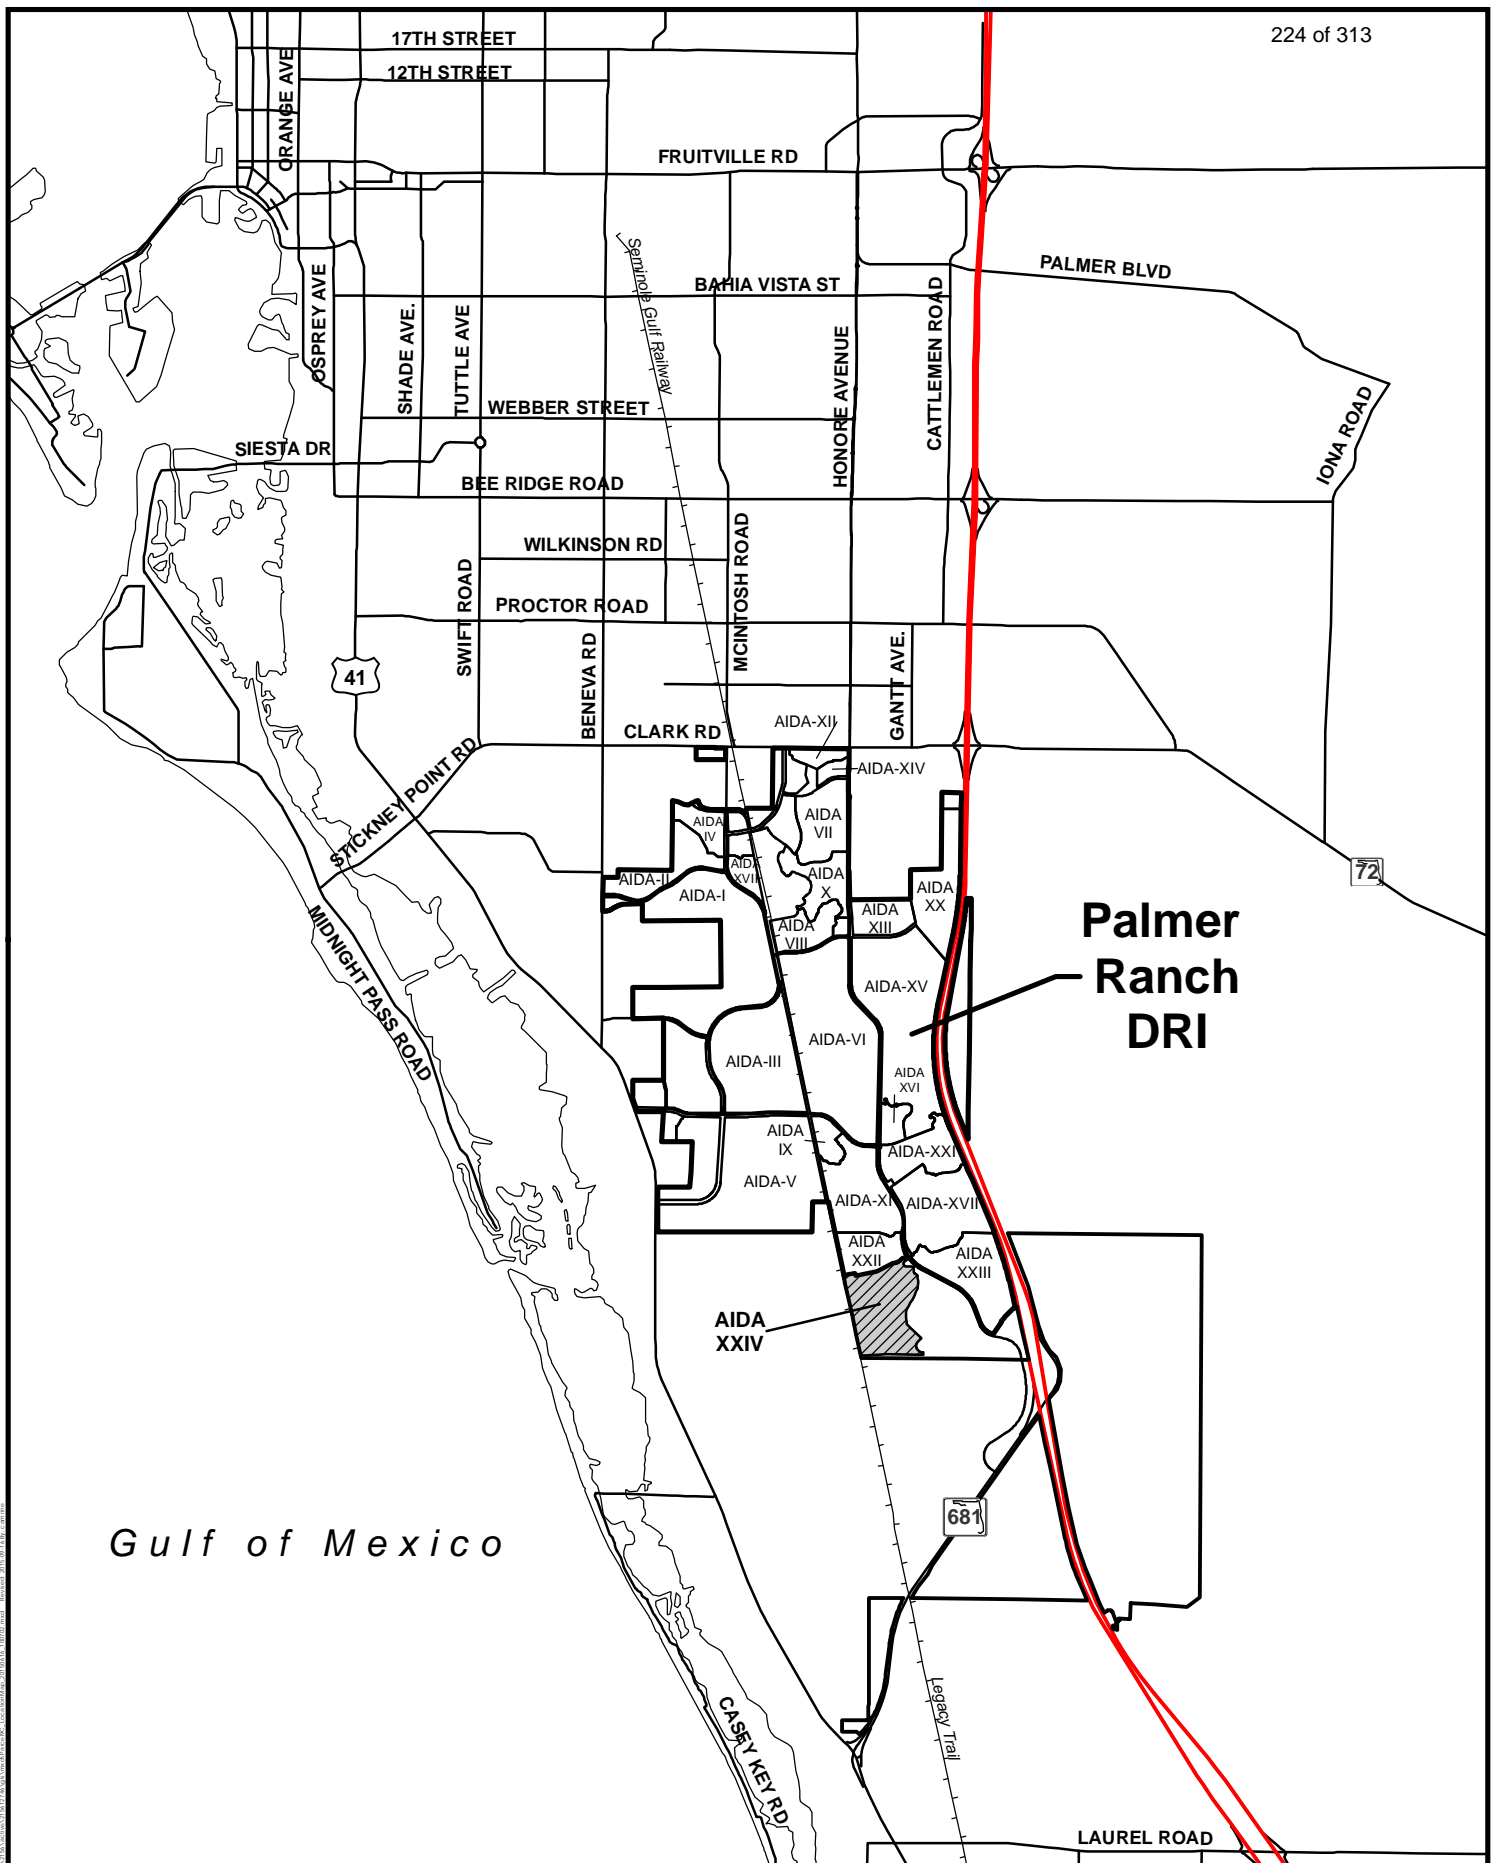 224 of 313
17TH STREET
12TH STREET
ORANGE AVE
FRUITVILLE RD
Seminole Gulf Railway
PALMER BLVD
BAHIA VISTA ST
OSPREY AVE
SHADE AVE.
TUTTLE AVE
HONORE AVENUE
CATTLEMEN ROAD
IONA ROAD
WEBBER STREET
SIESTA DR
BEE RIDGE ROAD
WILKINSON RD
MCINTOSH ROAD
SWIFT ROAD
PROCTOR ROAD
BENEVA RD
GANTT AVE.
41
CLARK RD
AIDA-XII
AIDA-XIV
STICKNEY POINT RD
AIDA
IV
AIDA
VII
72
AIDA
XVII
AIDA-II
AIDA-I
AIDA
X
AIDA
XX
AIDA
XIII
AIDA
VIII
Palmer
Ranch
DRI
MIDNIGHT PASS ROAD
AIDA-XV
AIDA-VI
AIDA-III
AIDA
XVI
AIDA
IX
AIDA-XXI
AIDA-V
AIDA-XI
AIDA-XVII
AIDA
XXII
AIDA
XXIII
AIDA
XXIV
681
Gulf of Mexico
Legacy Trail
CASEY KEY RD
LAUREL ROAD